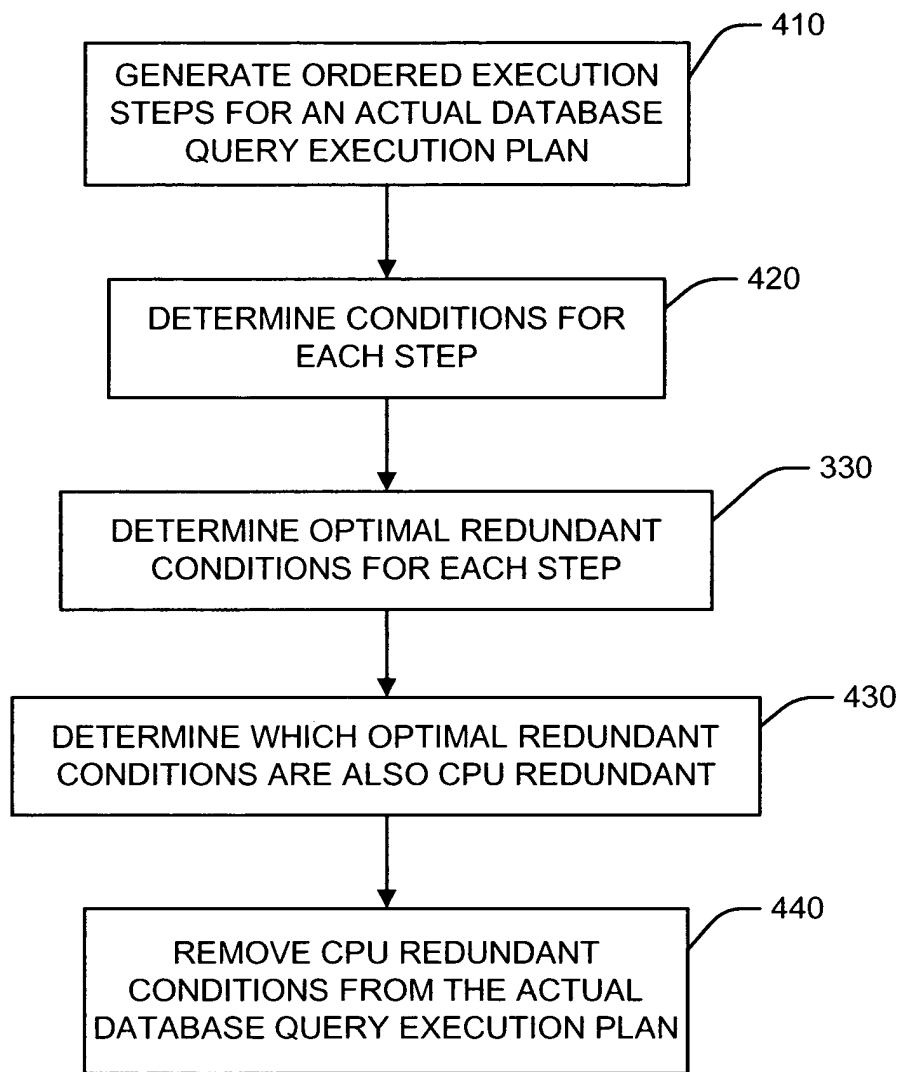 410
GENERATE ORDERED EXECUTION
STEPS FOR AN ACTUAL DATABASE
QUERY EXECUTION PLAN
420
DETERMINE CONDITIONS FOR
EACH STEP
330
DETERMINE OPTIMAL REDUNDANT
CONDITIONS FOR EACH STEP
430
DETERMINE WHICH OPTIMAL REDUNDANT
CONDITIONS ARE ALSO CPU REDUNDANT
440
REMOVE CPU REDUNDANT
CONDITIONS FROM THE ACTUAL
DATABASE QUERY EXECUTION PLAN